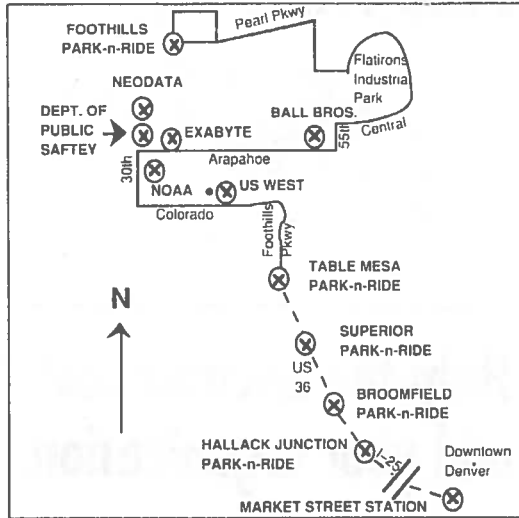 FOOTHILLS
PARK-n-RIDE
Pearl Pkwy
Flatirons
Industrial
Park
NEODATA
DEPT. OF
PUBLIC
SAFTEY
EXABYTE
BALL BROS.
55th
Central
Arapahoe
30th
NOAA
US WEST
Colorado
Foothills
Pkwy
TABLE MESA
PARK-n-RIDE
N
SUPERIOR
PARK-n-RIDE
US
36
BROOMFIELD
PARK-n-RIDE
HALLACK JUNCTION
PARK-n-RIDE
I-25
Downtown
Denver
MARKET STREET STATION